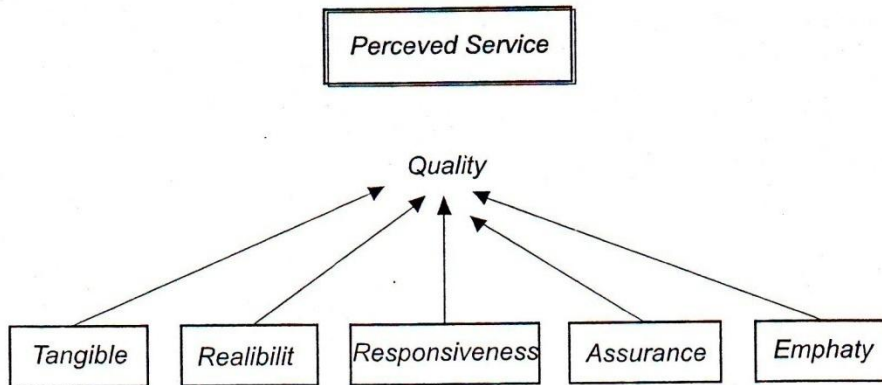 Perceved Service
Quality
Tangible
Realibilit
Responsiveness
Assurance
Emphaty